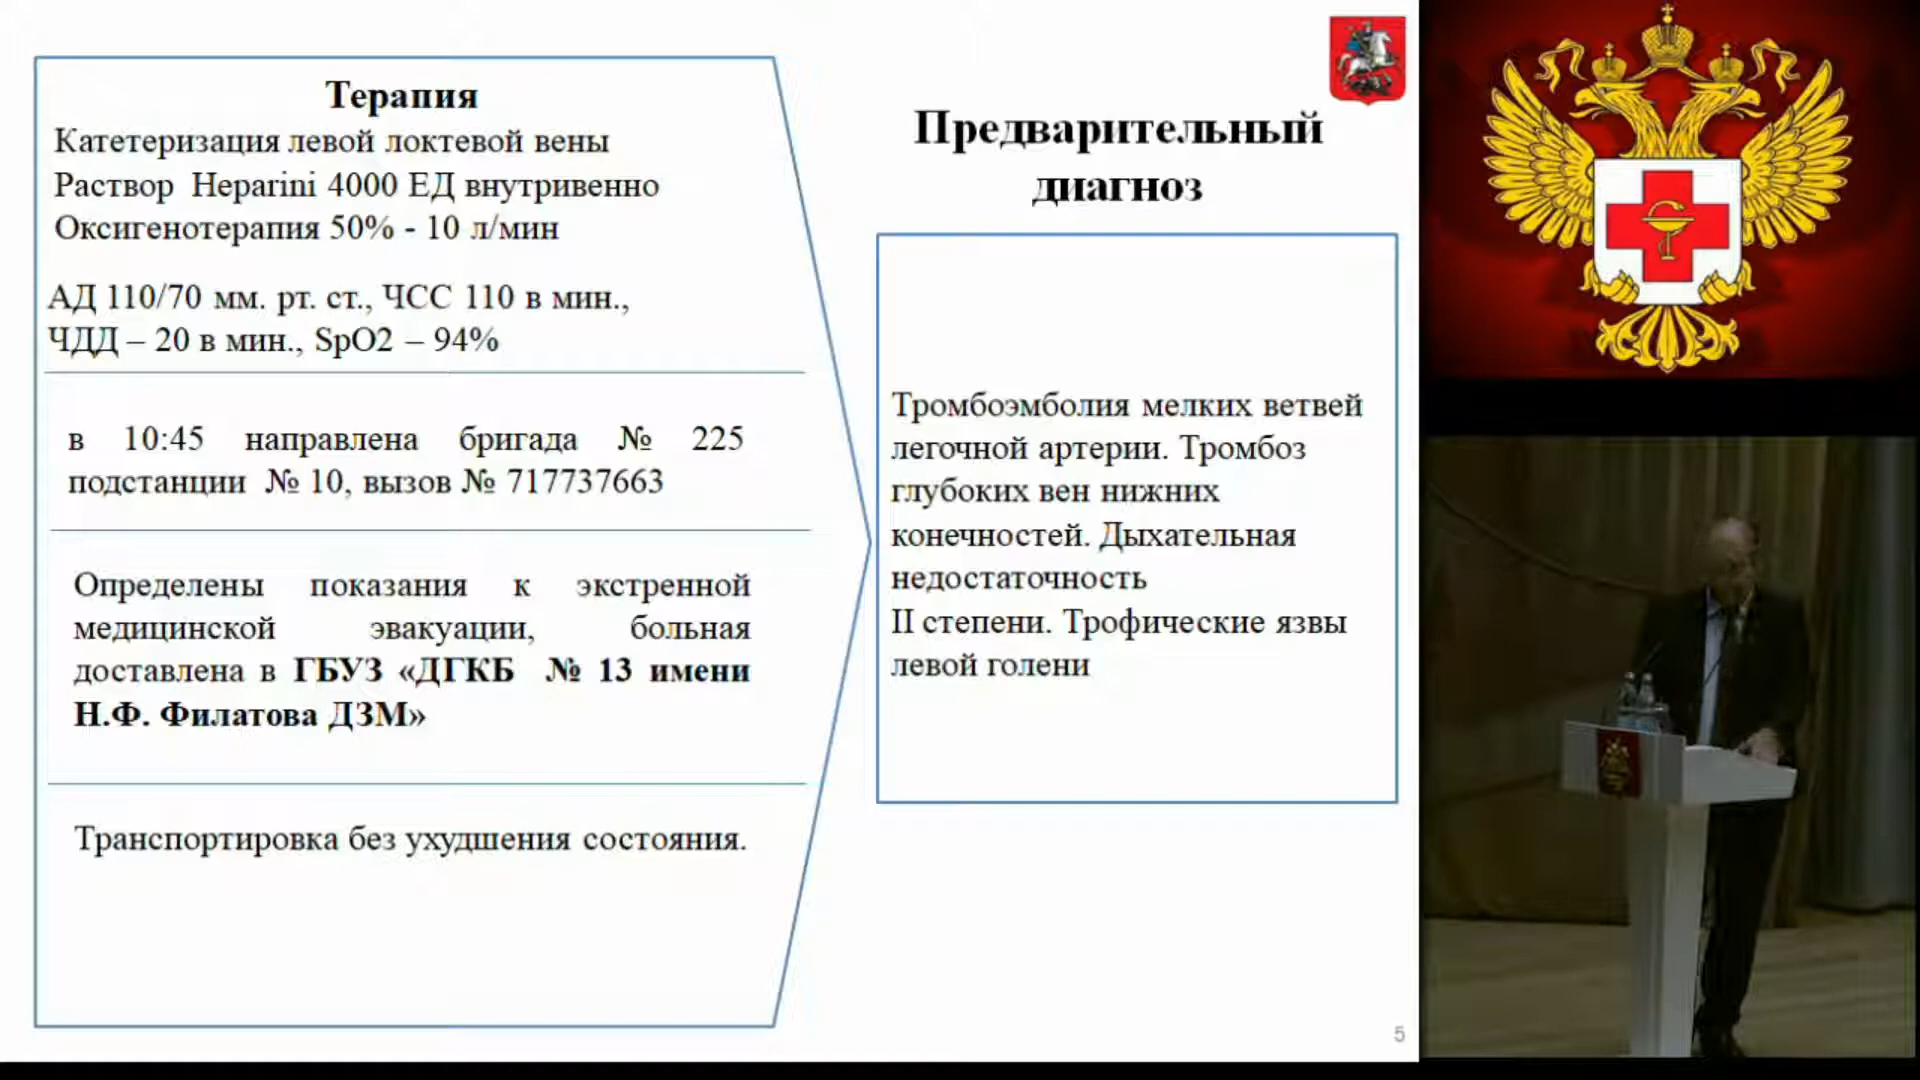 Терапия
Катетеризация левой локтевой вены
Раствор Heparini 4000 ЕД внутривенно
Оксигенотерапия 50% - 10 л/мин
АД 110/70 мм. рт. ст., ЧСС 110 в мин.,
ЧДД – 20 в мин., SpO2 – 94%
в 10:45 направлена бригада № 225
подстанции № 10, вызов № 717737663
Определены показания к экстренной
медицинской эвакуации, больная
доставлена в ГБУЗ «ДГКБ № 13 имени
Н.Ф. Филатова ДЗМ»
Транспортировка без ухудшения состояния.
Предварительный
диагноз
Тромбоэмболия мелких ветвей
легочной артерии. Тромбоз
глубоких вен нижних
конечностей. Дыхательная
недостаточность
II степени. Трофические язвы
левой голени
5